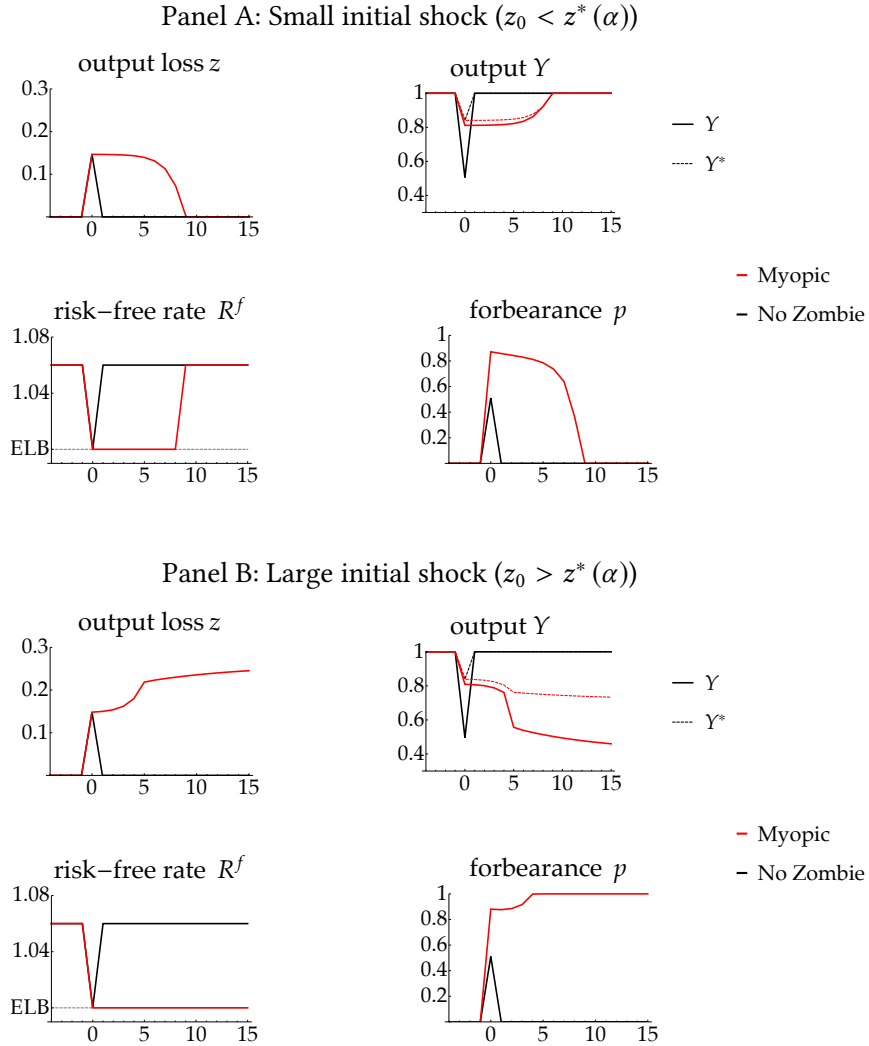 Panel A: Small initial shock (z₀ < z* (α))
output loss z
0.3
0.2
0.1
0 5 10 15
output Y
1
0.8
0.6
0.4
0 5 10 15
Y
Y*
risk−free rate R^f
1.08
1.04
ELB
0 5 10 15
forbearance p
1
0.8
0.6
0.4
0.2
0 5 10 15
Myopic
No Zombie
Panel B: Large initial shock (z₀ > z* (α))
output loss z
0.3
0.2
0.1
0 5 10 15
output Y
1
0.8
0.6
0.4
0 5 10 15
Y
Y*
risk−free rate R^f
1.08
1.04
ELB
0 5 10 15
forbearance p
1
0.8
0.6
0.4
0.2
0 5 10 15
Myopic
No Zombie